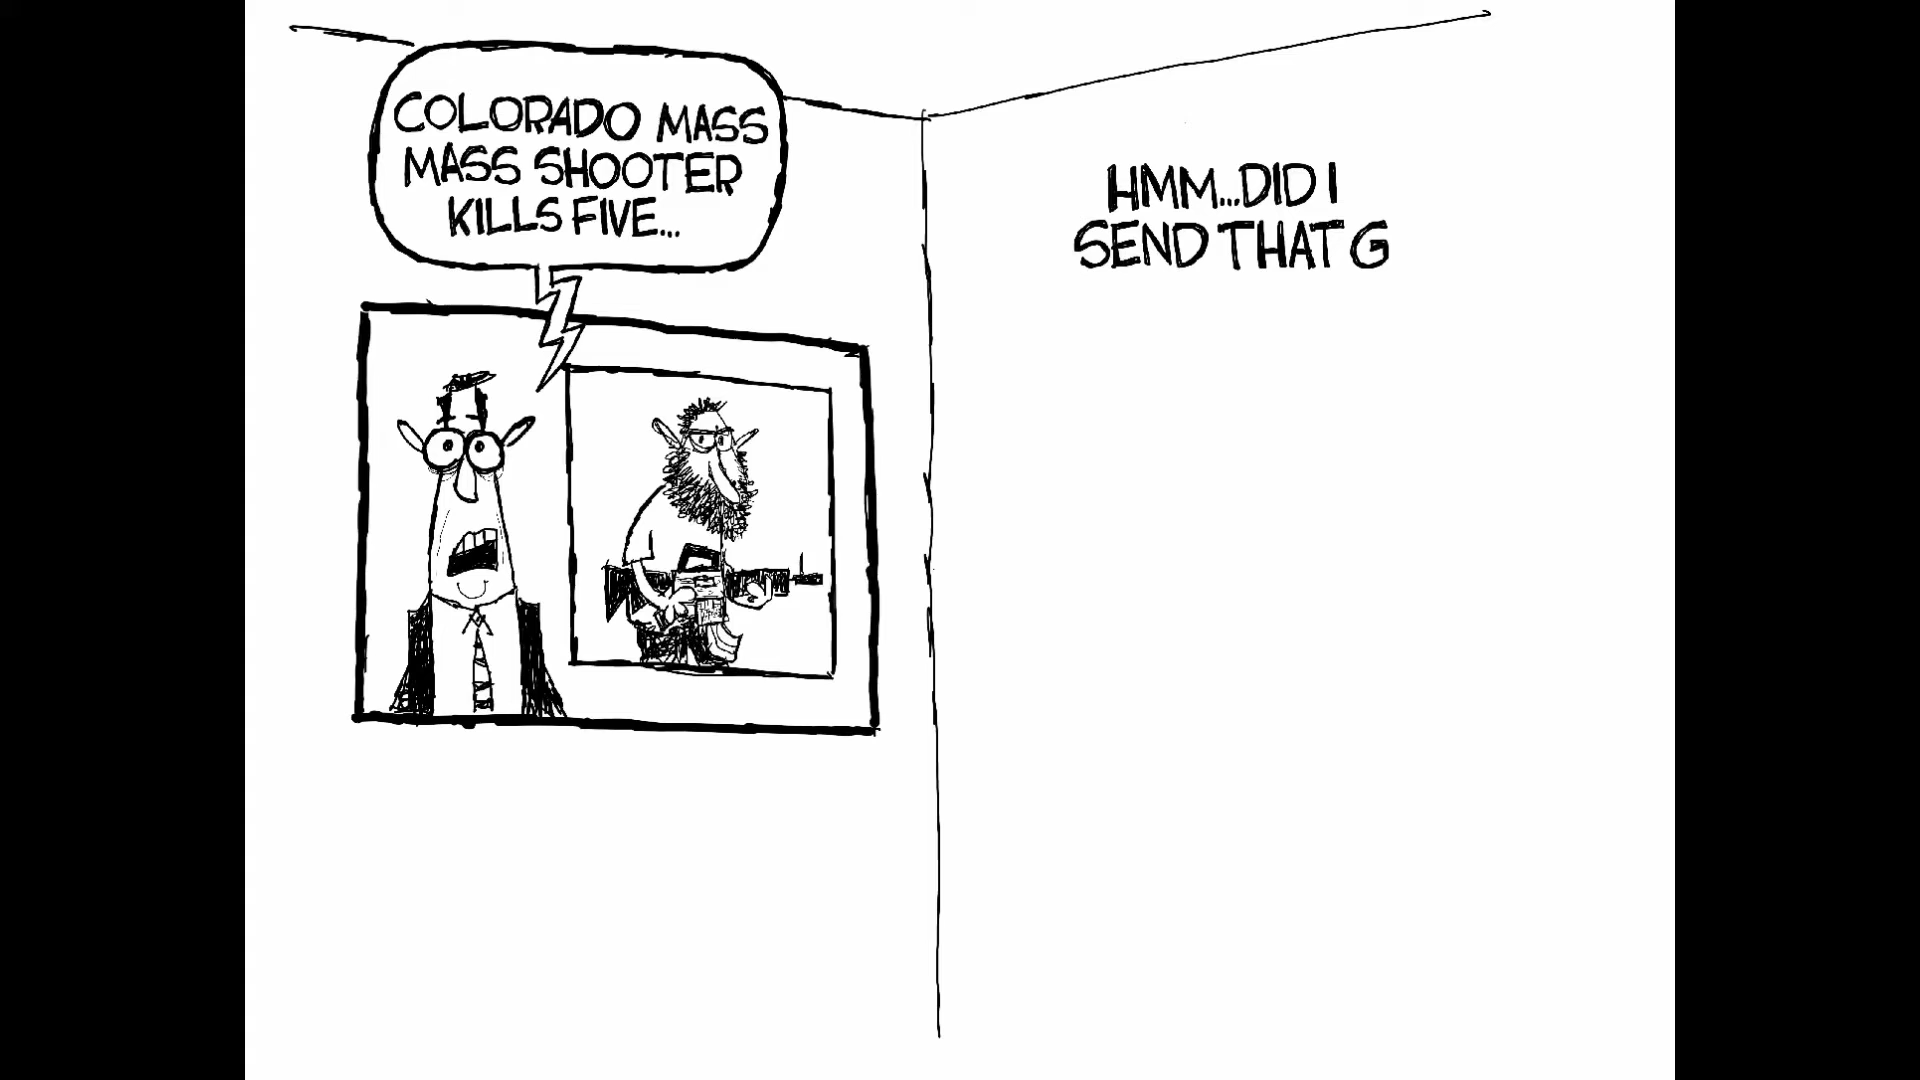 COLORADO MASS
MASS SHOOTER
KILLS FIVE...
HMM...DID I
SEND THAT G